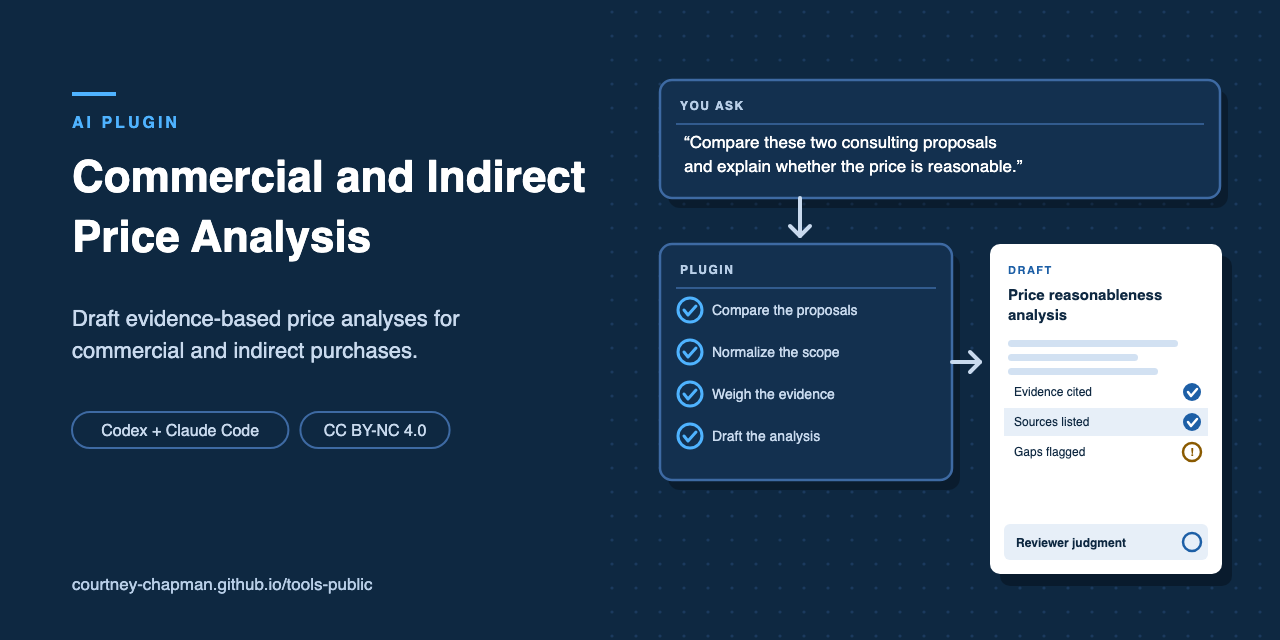 AI PLUGIN
Commercial and Indirect
Price Analysis
Draft evidence-based price analyses for
commercial and indirect purchases.
Codex + Claude Code
CC BY-NC 4.0
courtney-chapman.github.io/tools-public
YOU ASK
“Compare these two consulting proposals
and explain whether the price is reasonable.”
PLUGIN
Compare the proposals
Normalize the scope
Weigh the evidence
Draft the analysis
DRAFT
Price reasonableness
analysis
Evidence cited
Sources listed
Gaps flagged
!
Reviewer judgment